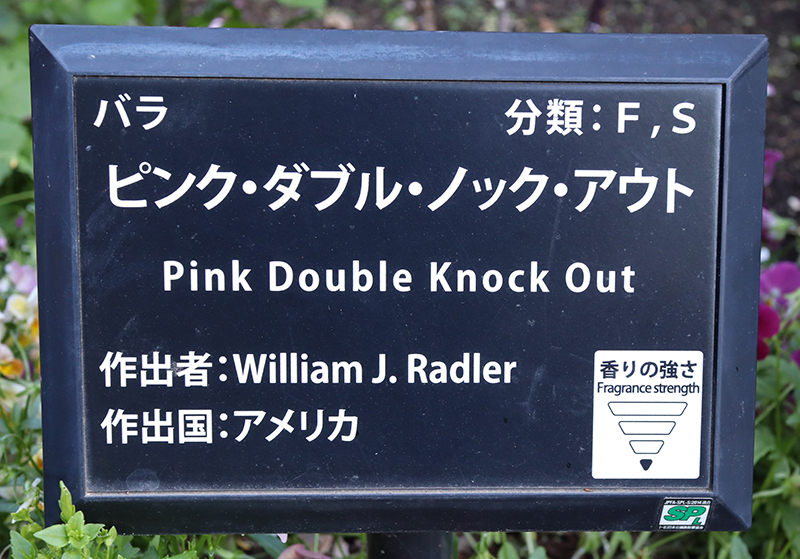 バラ 分類：F,S
ピンク・ダブル・ノック・アウト
Pink Double Knock Out
作出者：William J. Radler
作出国：アメリカ
香りの強さ
Fragrance strength
SPL